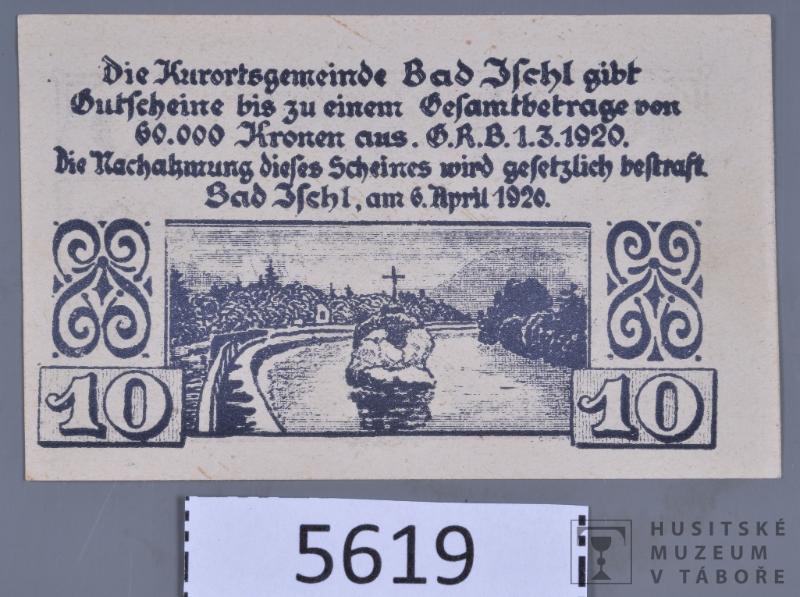 Die Kurortsgemeinde Bad Ischl gibt
Gutscheine bis zu einem Gesamtbetrage von
60.000 Kronen aus. G.R.B. 1.3.1920.
Die Nachahmung dieses Scheines wird gesetzlich bestraft.
Bad Ischl, am 6. April 1920.
10 10
5619
HUSITSKÉ
MUZEUM
V TÁBOŘE